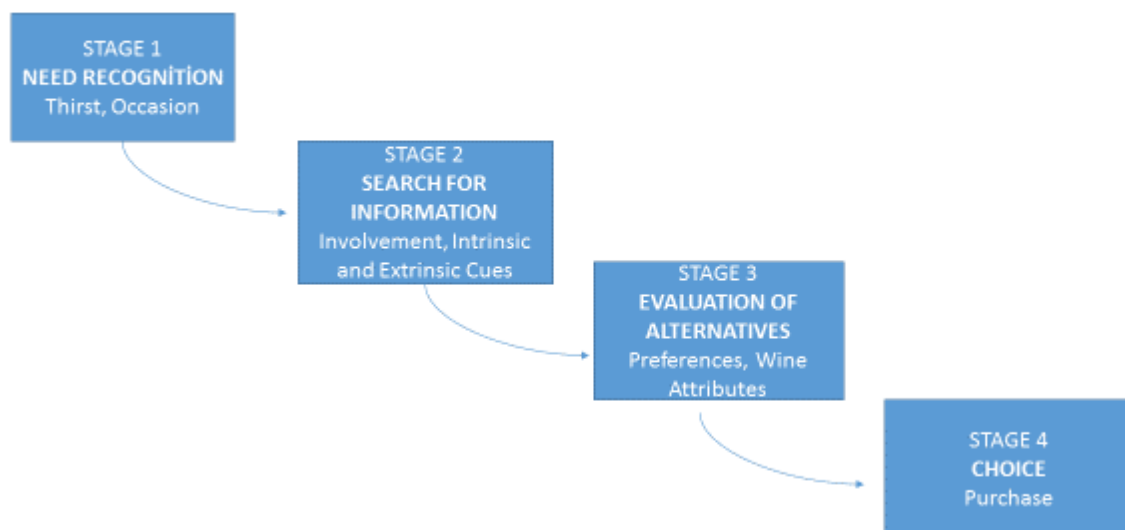 STAGE 1
NEED RECOGNİTİON
Thirst, Occasion
STAGE 2
SEARCH FOR
INFORMATION
Involvement, Intrinsic
and Extrinsic Cues
STAGE 3
EVALUATION OF
ALTERNATIVES
Preferences, Wine
Attributes
STAGE 4
CHOICE
Purchase